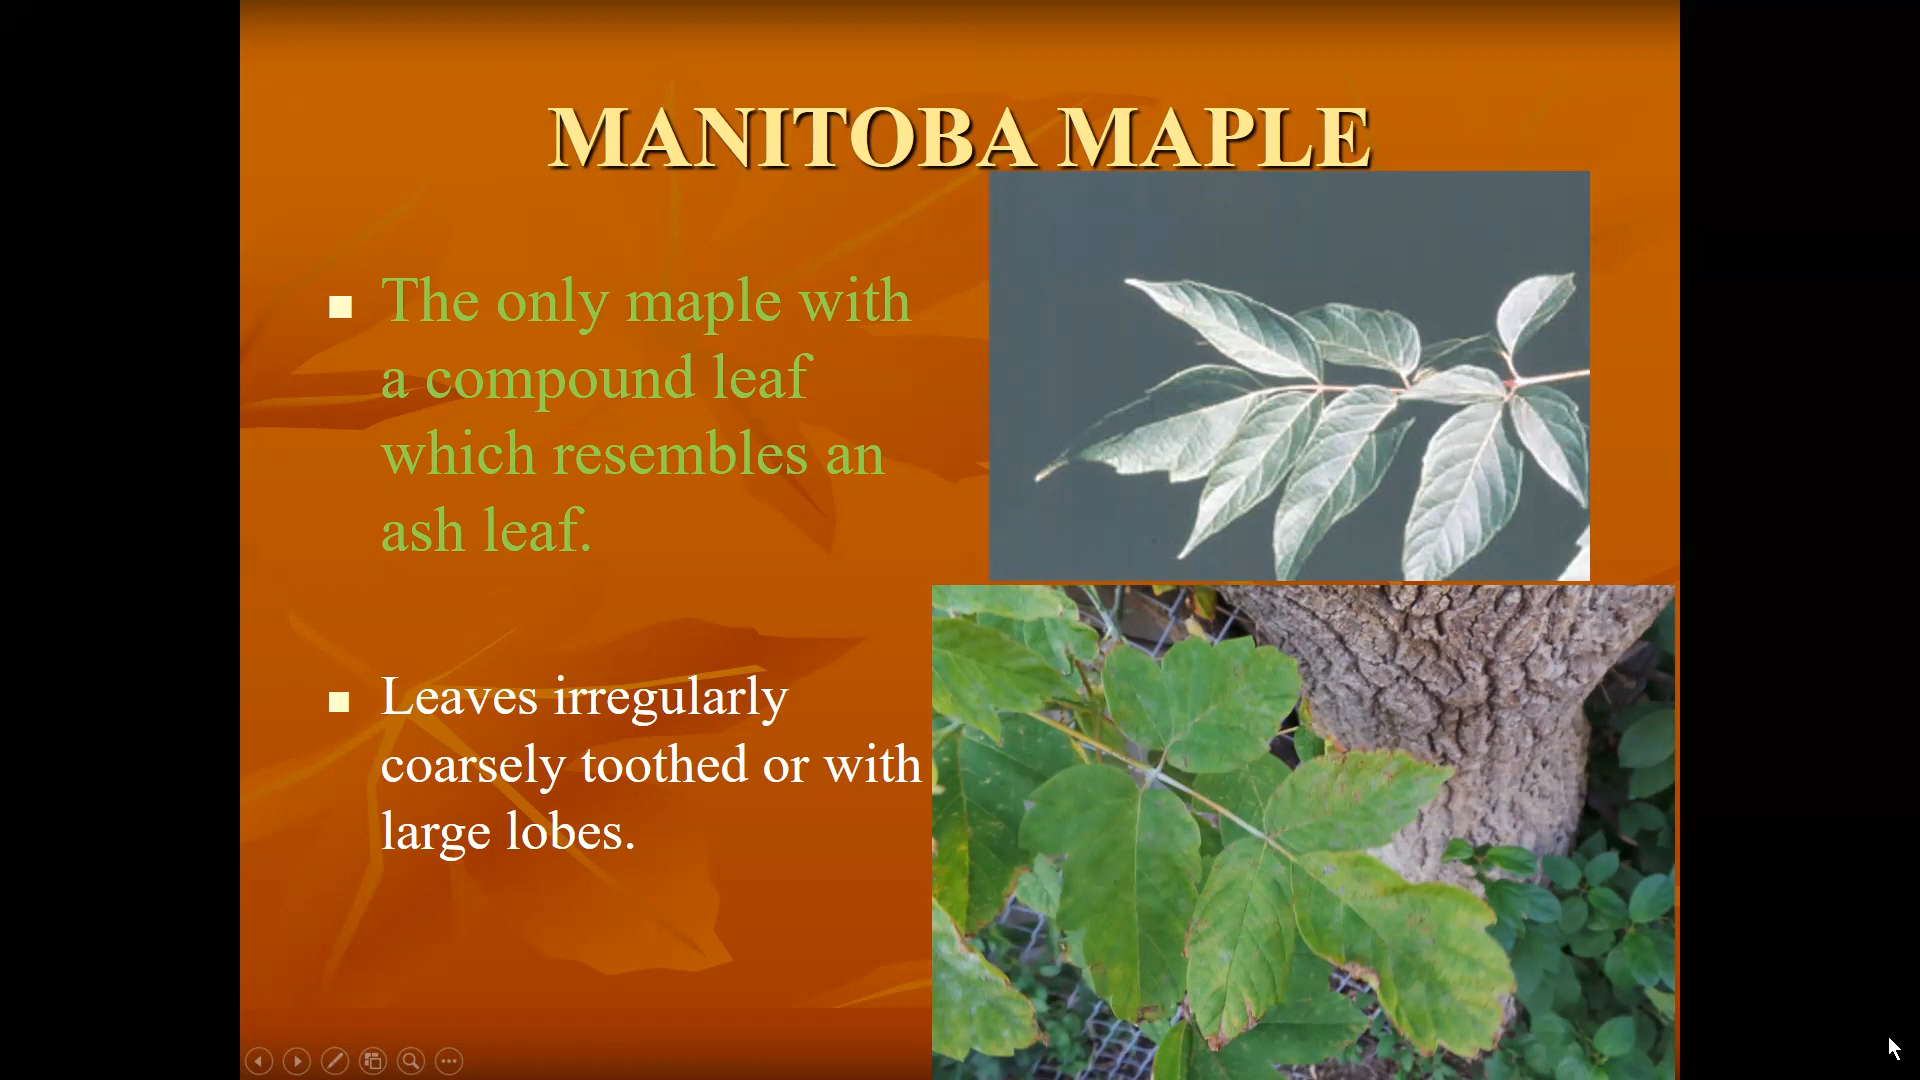 MANITOBA MAPLE
The only maple with
a compound leaf
which resembles an
ash leaf.
Leaves irregularly
coarsely toothed or with
large lobes.